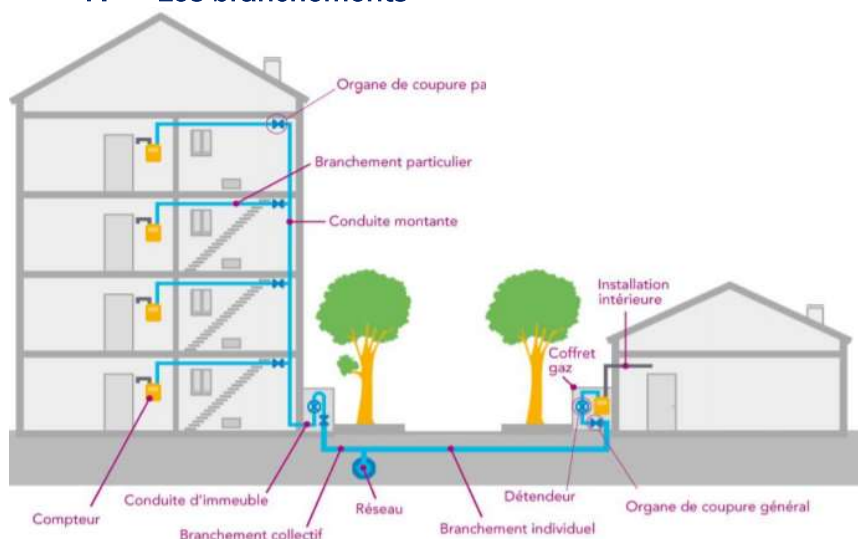 Les branchements
Organe de coupure pa
Branchement particulier
Conduite montante
Installation
intérieure
Coffret
gaz
Conduite d'immeuble
Réseau
Détendeur
Organe de coupure général
Compteur
Branchement collectif
Branchement individuel